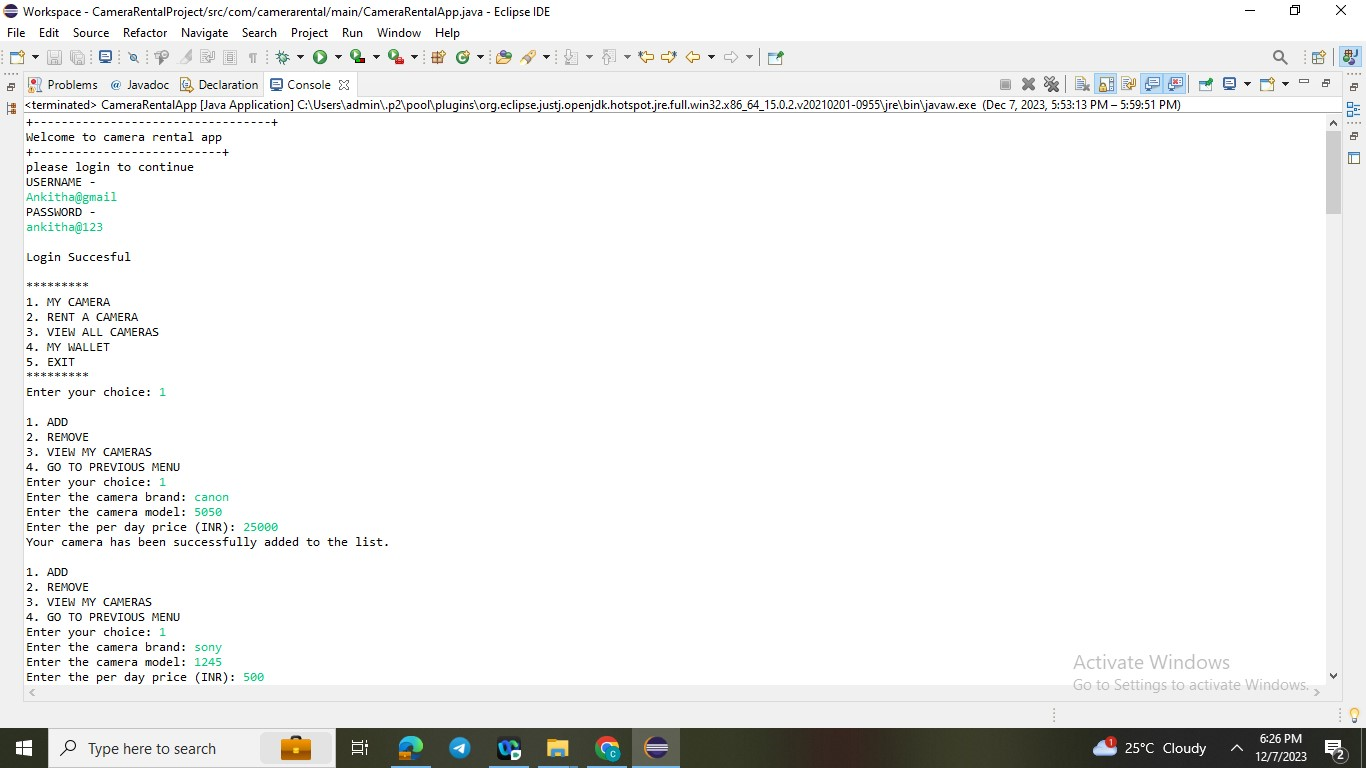 Workspace - CameraRentalProject/src/com/camerarental/main/CameraRentalApp.java - Eclipse IDE
File Edit Source Refactor Navigate Search Project Run Window Help
Problems @ Javadoc Declaration Console
<terminated> CameraRentalApp [Java Application] C:\Users\admin\.p2\pool\plugins\org.eclipse.justj.openjdk.hotspot.jre.full.win32.x86_64_15.0.2.v20210201-0955\jre\bin\javaw.exe (Dec 7, 2023, 5:53:13 PM – 5:59:51 PM)
+----------------------------------+
Welcome to camera rental app
+---------------------------+
please login to continue
USERNAME -
Ankitha@gmail
PASSWORD -
ankitha@123
Login Succesful
*********
1. MY CAMERA
2. RENT A CAMERA
3. VIEW ALL CAMERAS
4. MY WALLET
5. EXIT
*********
Enter your choice: 1
1. ADD
2. REMOVE
3. VIEW MY CAMERAS
4. GO TO PREVIOUS MENU
Enter your choice: 1
Enter the camera brand: canon
Enter the camera model: 5050
Enter the per day price (INR): 25000
Your camera has been successfully added to the list.
1. ADD
2. REMOVE
3. VIEW MY CAMERAS
4. GO TO PREVIOUS MENU
Enter your choice: 1
Enter the camera brand: sony
Enter the camera model: 1245
Enter the per day price (INR): 500
Activate Windows
Go to Settings to activate Windows.
Type here to search
1
25°C Cloudy
6:26 PM
12/7/2023
2